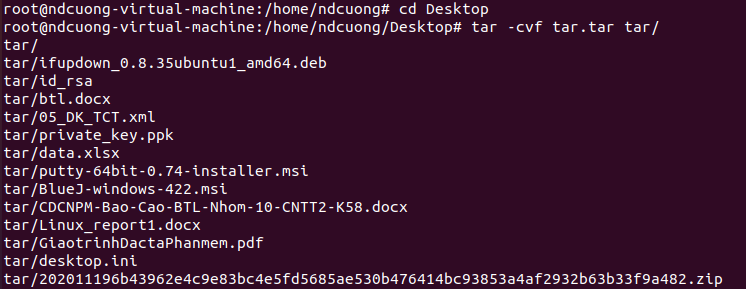 root@ndcuong-virtual-machine:/home/ndcuong# cd Desktop
root@ndcuong-virtual-machine:/home/ndcuong/Desktop# tar -cvf tar.tar tar/
tar/
tar/ifupdown_0.8.35ubuntu1_amd64.deb
tar/id_rsa
tar/btl.docx
tar/05_DK_TCT.xml
tar/private_key.ppk
tar/data.xlsx
tar/putty-64bit-0.74-installer.msi
tar/BlueJ-windows-422.msi
tar/CDCNPM-Bao-Cao-BTL-Nhom-10-CNTT2-K58.docx
tar/Linux_report1.docx
tar/GiaotrinhDactaPhanmem.pdf
tar/desktop.ini
tar/202011196b43962e4c9e83bc4e5fd5685ae530b476414bc93853a4af2932b63b33f9a482.zip